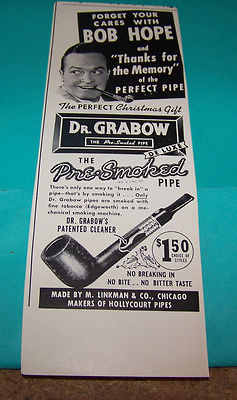 FORGET YOUR
CARES WITH
BOB HOPE
and
"Thanks for
the Memory"
of the
PERFECT PIPE
The PERFECT Christmas Gift
DR. GRABOW
THE Pre-Smoked PIPE
DE LUXE
THE
Pre-Smoked
PIPE
There's only one way to "break in" a
pipe—that's by smoking it . . . Only
Dr. Grabow pipes are smoked with
fine tobacco (Edgeworth) on a me-
chanical smoking machine.
DR. GRABOW'S
PATENTED CLEANER
$1.50
CHOICE OF
STYLES
NO BREAKING IN
NO BITE.. NO BITTER TASTE
MADE BY M. LINKMAN & CO., CHICAGO
MAKERS OF HOLLYCOURT PIPES